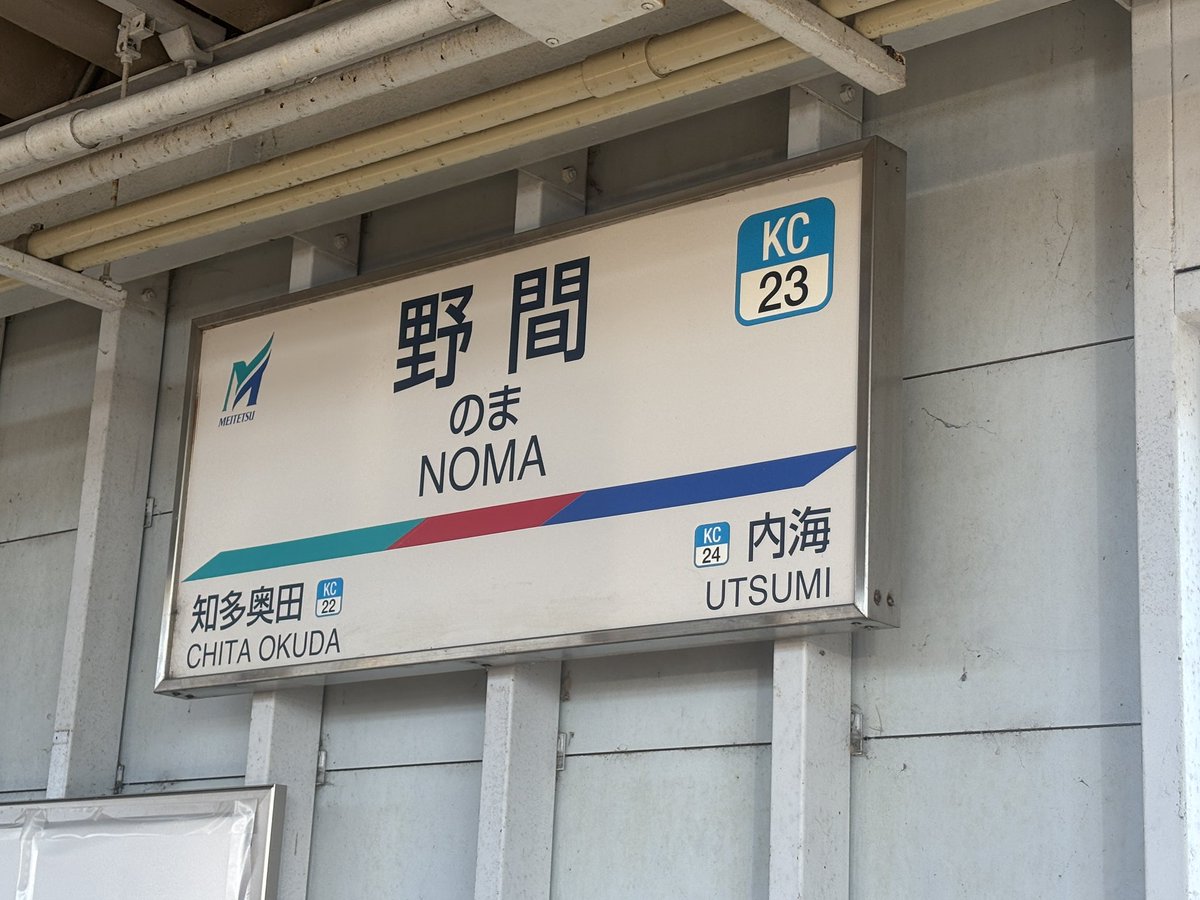 KC
23
野間
のま
NOMA
MEITETSU
知多奥田 KC 22
CHITA OKUDA
KC 24 内海
UTSUMI